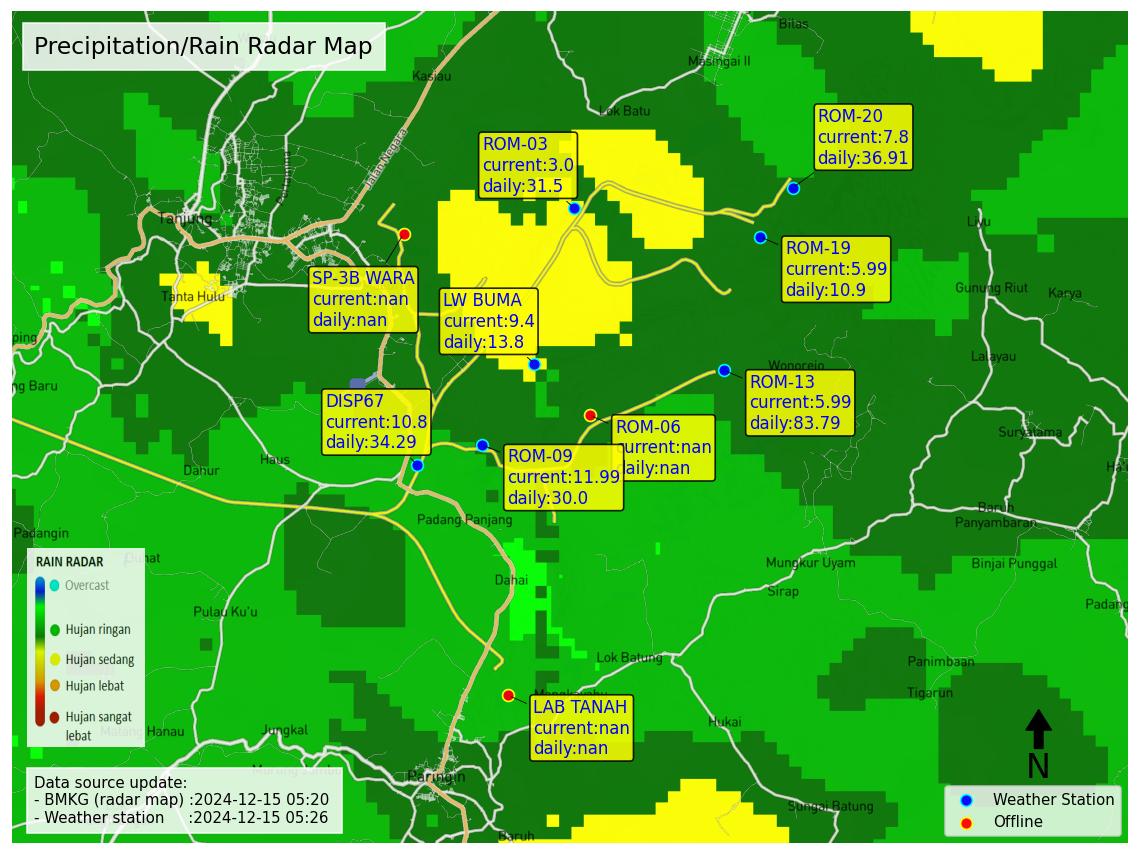 Precipitation/Rain Radar Map
Bilas
Masingai II
Kasiau
Lok Batu
Jalan Negara
ROM-20
current:7.8
daily:36.91
ROM-03
current:3.0
daily:31.5
Tanjung
Liyu
ROM-19
current:5.99
daily:10.9
SP-3B WARA
current:nan
daily:nan
Tanta Hulu
LW BUMA
current:9.4
daily:13.8
Gunung Riut
Karya
ping
Lalayau
Wonorejo
ng Baru
ROM-13
current:5.99
daily:83.79
DISP67
current:10.8
daily:34.29
ROM-06
current:nan
daily:nan
Suryatama
Haus
Dahur
ROM-09
current:11.99
daily:30.0
Ha'u
Baruh
Panyambaran
Padang Panjang
Padangin
Mungkur Uyam
Binjai Punggal
RAIN RADAR
Overcast
Hujan ringan
Hujan sedang
Hujan lebat
Hujan sangat
lebat
Dahai
Sirap
Pulau Ku'u
Padang
Lok Batung
Panimbaan
Tigarun
LAB TANAH
current:nan
daily:nan
Hukai
Jungkal
Matang Hanau
N
Paringin
Data source update:
- BMKG (radar map) :2024-12-15 05:20
- Weather station :2024-12-15 05:26
Weather Station
Offline
Sungai Batung
Baruh